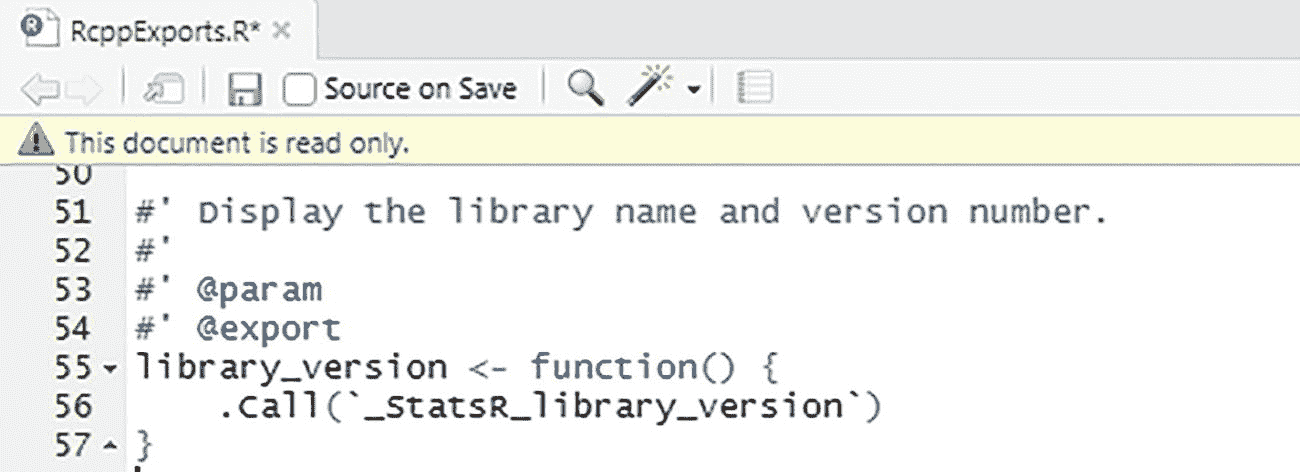 RcppExports.R*
Source on Save
This document is read only.
50
51 #' Display the library name and version number.
52 #'
53 #' @param
54 #' @export
55 library_version <- function() {
56     .Call(`_StatsR_library_version`)
57 }